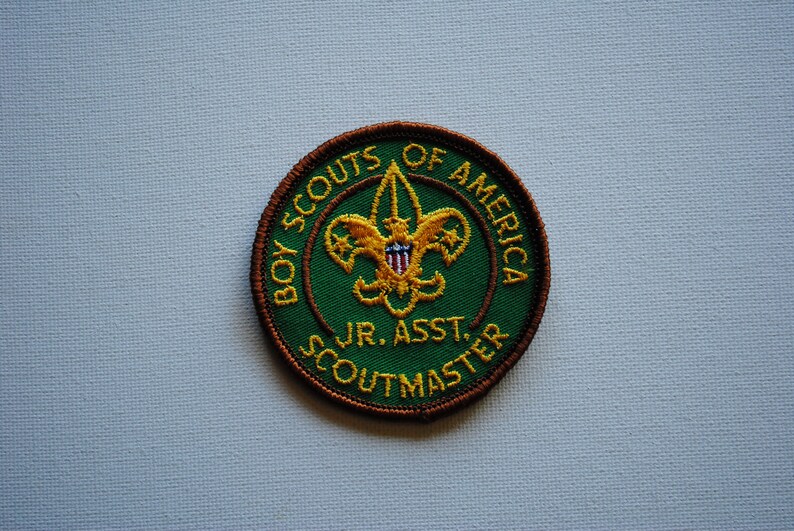 BOY SCOUTS OF AMERICA
JR. ASST.
SCOUTMASTER